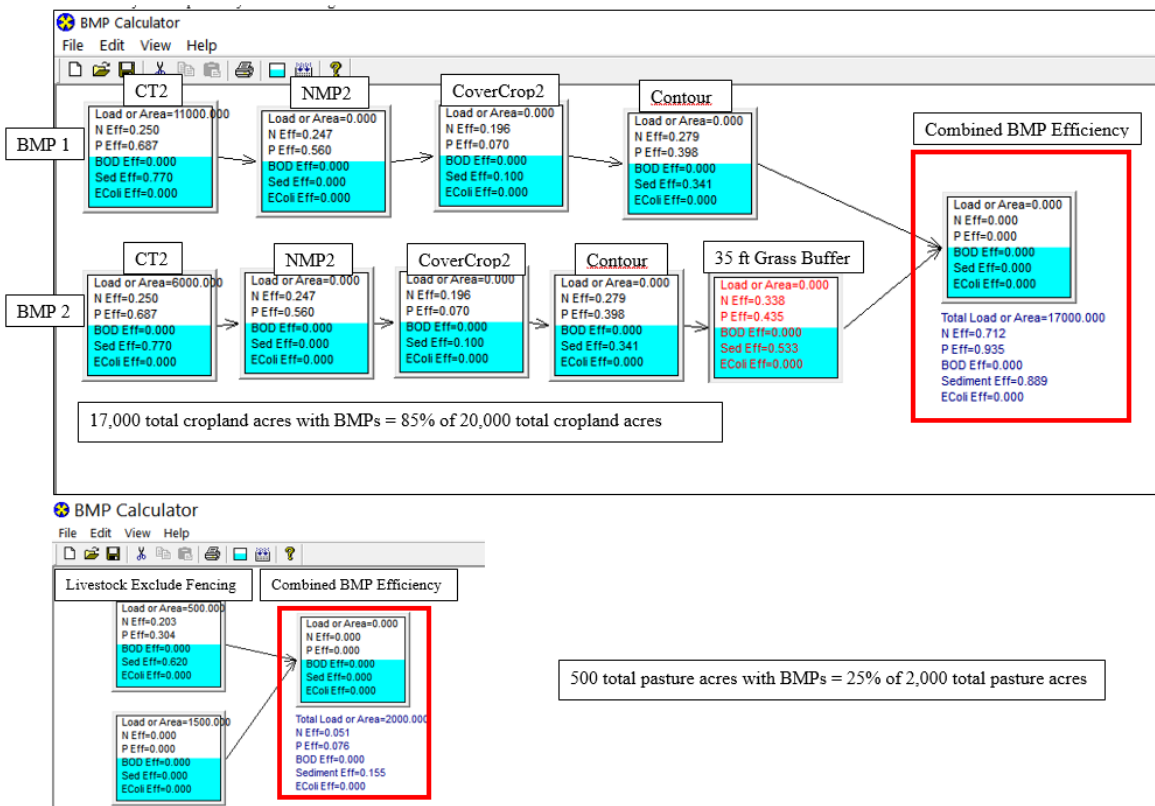 BMP Calculator
File Edit View Help
CT2
NMP2
CoverCrop2
Contour
Combined BMP Efficiency
BMP 1
Load or Area=11000.000
N Eff=0.250
P Eff=0.687
BOD Eff=0.000
Sed Eff=0.770
EColi Eff=0.000
Load or Area=0.000
N Eff=0.247
P Eff=0.560
BOD Eff=0.000
Sed Eff=0.000
EColi Eff=0.000
Load or Area=0.000
N Eff=0.196
P Eff=0.070
BOD Eff=0.000
Sed Eff=0.100
EColi Eff=0.000
Load or Area=0.000
N Eff=0.279
P Eff=0.398
BOD Eff=0.000
Sed Eff=0.341
EColi Eff=0.000
Load or Area=0.000
N Eff=0.000
P Eff=0.000
BOD Eff=0.000
Sed Eff=0.000
EColi Eff=0.000
Total Load or Area=17000.000
N Eff=0.712
P Eff=0.935
BOD Eff=0.000
Sediment Eff=0.889
EColi Eff=0.000
CT2
NMP2
CoverCrop2
Contour
35 ft Grass Buffer
BMP 2
Load or Area=6000.000
N Eff=0.250
P Eff=0.687
BOD Eff=0.000
Sed Eff=0.770
EColi Eff=0.000
Load or Area=0.000
N Eff=0.247
P Eff=0.560
BOD Eff=0.000
Sed Eff=0.000
EColi Eff=0.000
Load or Area=0.000
N Eff=0.196
P Eff=0.070
BOD Eff=0.000
Sed Eff=0.100
EColi Eff=0.000
Load or Area=0.000
N Eff=0.279
P Eff=0.398
BOD Eff=0.000
Sed Eff=0.341
EColi Eff=0.000
Load or Area=0.000
N Eff=0.338
P Eff=0.435
BOD Eff=0.000
Sed Eff=0.533
EColi Eff=0.000
17,000 total cropland acres with BMPs = 85% of 20,000 total cropland acres
BMP Calculator
File Edit View Help
Livestock Exclude Fencing
Combined BMP Efficiency
Load or Area=500.000
N Eff=0.203
P Eff=0.304
BOD Eff=0.000
Sed Eff=0.620
EColi Eff=0.000
Load or Area=0.000
N Eff=0.000
P Eff=0.000
BOD Eff=0.000
Sed Eff=0.000
EColi Eff=0.000
500 total pasture acres with BMPs = 25% of 2,000 total pasture acres
Load or Area=1500.000
N Eff=0.000
P Eff=0.000
BOD Eff=0.000
Sed Eff=0.000
EColi Eff=0.000
Total Load or Area=2000.000
N Eff=0.051
P Eff=0.076
BOD Eff=0.000
Sediment Eff=0.155
EColi Eff=0.000